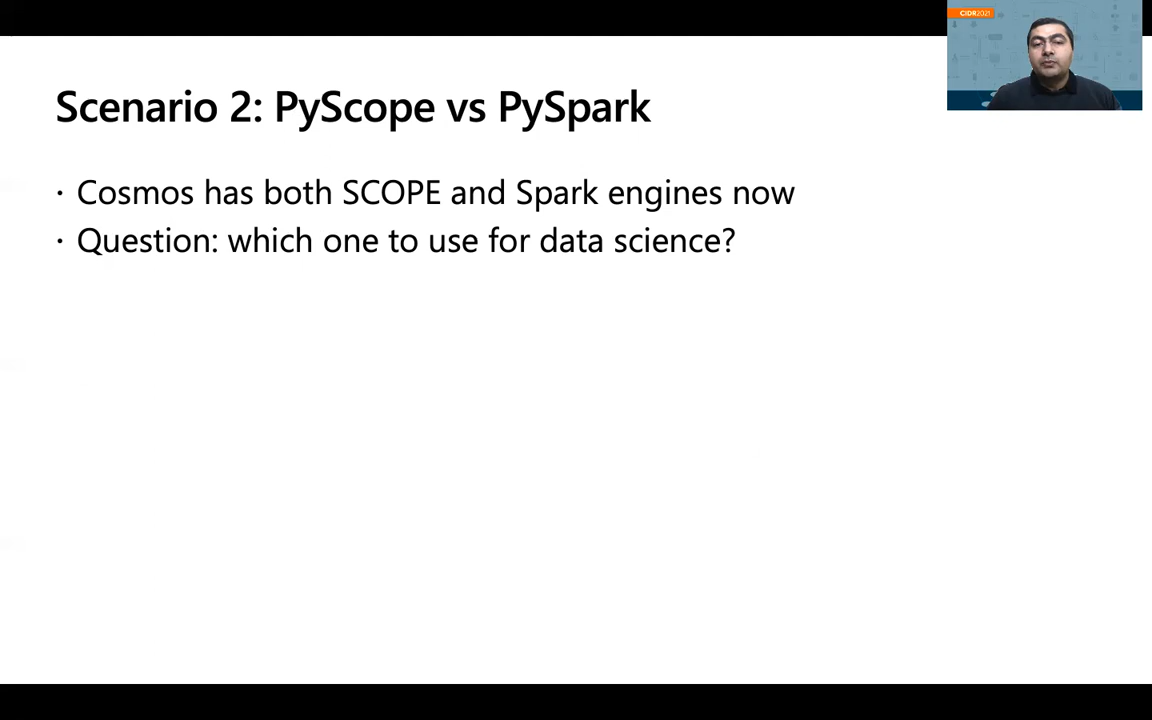 CIDR2021
Scenario 2: PyScope vs PySpark
· Cosmos has both SCOPE and Spark engines now
· Question: which one to use for data science?